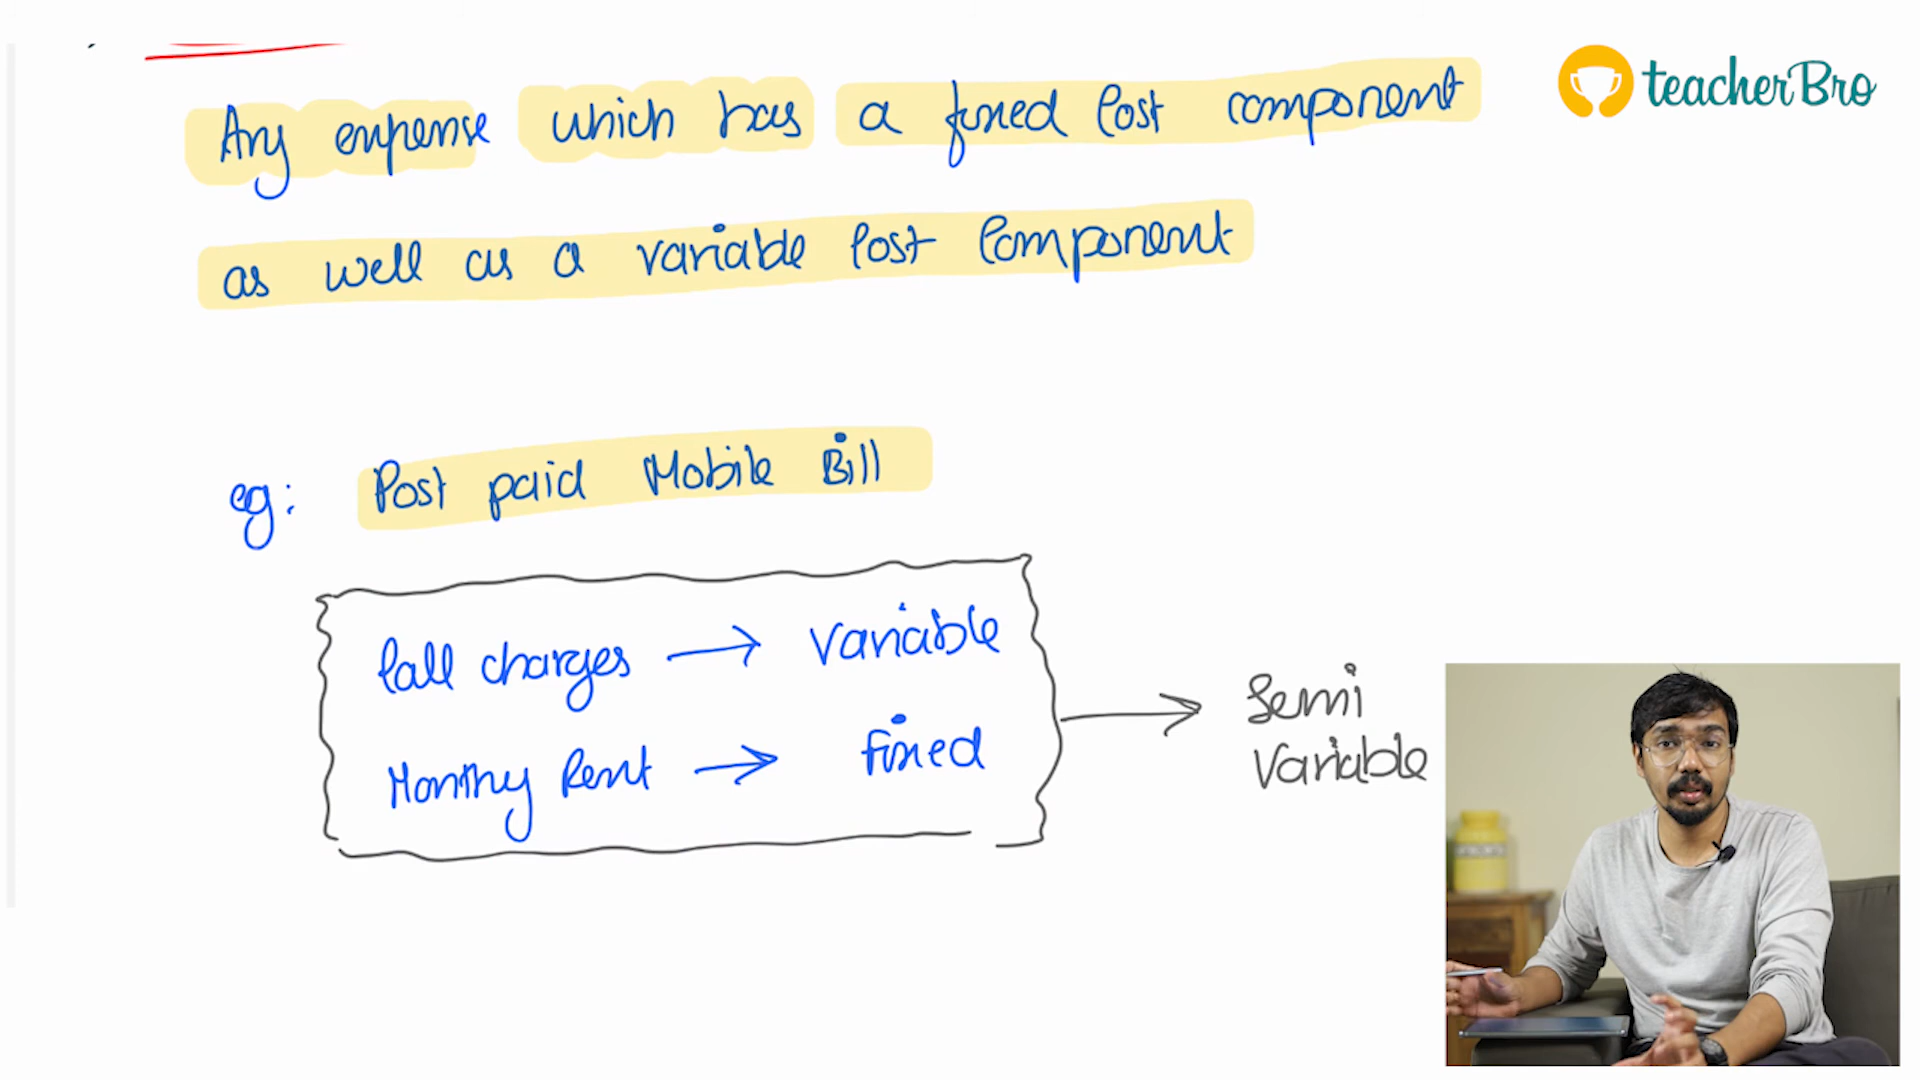 teacherBro
Any expense which has a fixed Cost component
as well as a variable Cost Component
eg: Post paid Mobile Bill
Call charges → Variable
Monthly Rent → Fixed
→ Semi
Variable